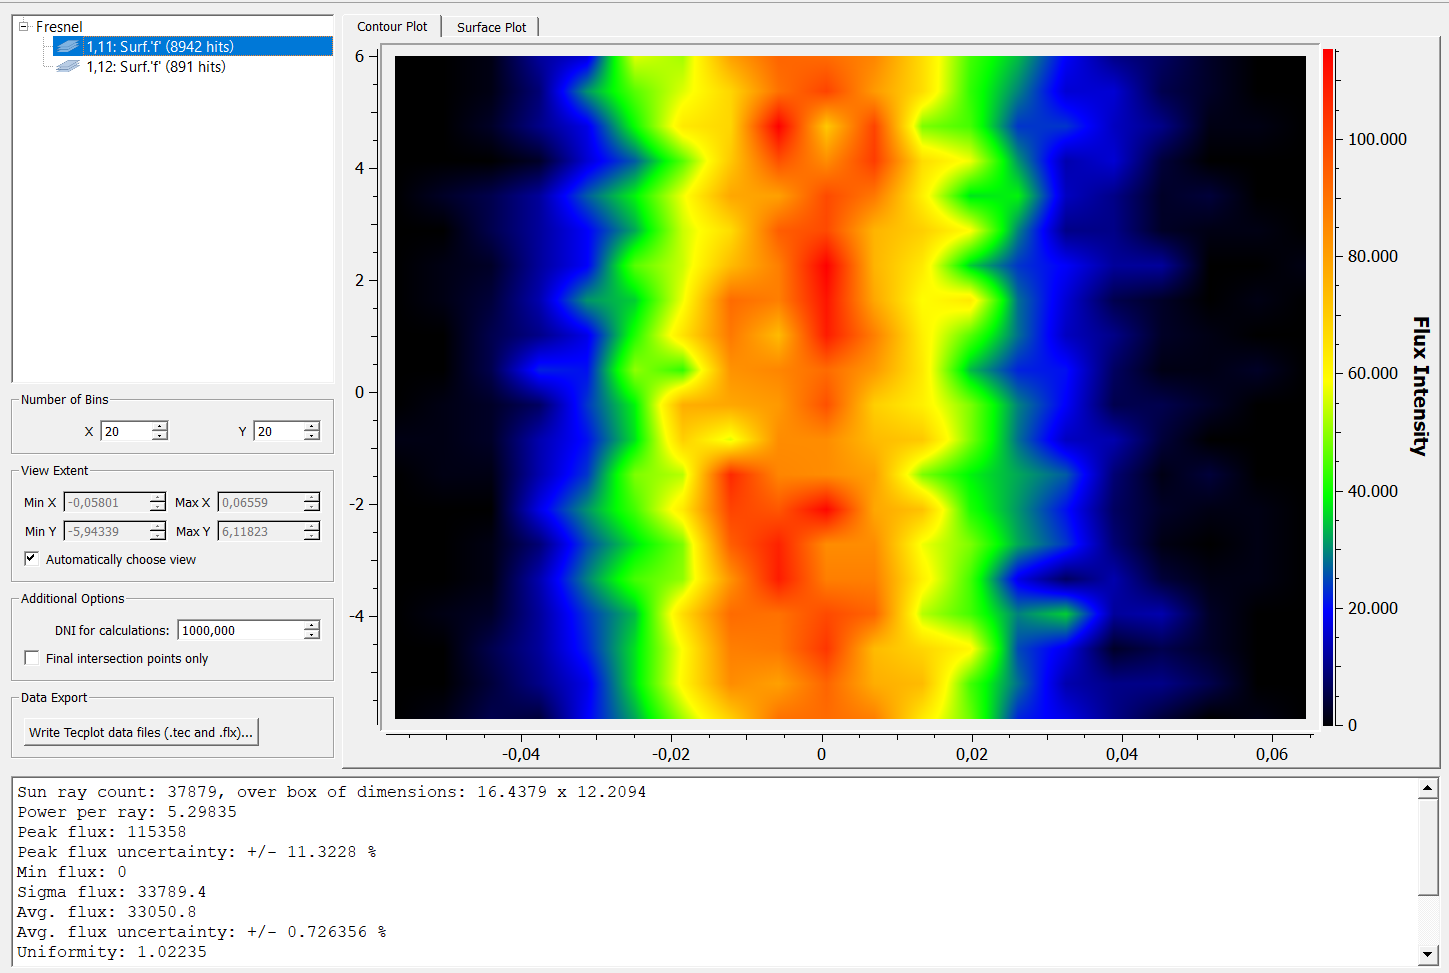 Fresnel
1,11: Surf.'f' (8942 hits)
1,12: Surf.'f' (891 hits)
Number of Bins
X 20 Y 20
View Extent
Min X -0,05801 Max X 0,06559
Min Y -5,94339 Max Y 6,11823
Automatically choose view
Additional Options
DNI for calculations: 1000,000
Final intersection points only
Data Export
Write Tecplot data files (.tec and .flx)...
Contour Plot Surface Plot
6
4
2
0
-2
-4
-0,04 -0,02 0 0,02 0,04 0,06
100.000
80.000
60.000
40.000
20.000
0
Flux Intensity
Sun ray count: 37879, over box of dimensions: 16.4379 x 12.2094
Power per ray: 5.29835
Peak flux: 115358
Peak flux uncertainty: +/- 11.3228 %
Min flux: 0
Sigma flux: 33789.4
Avg. flux: 33050.8
Avg. flux uncertainty: +/- 0.726356 %
Uniformity: 1.02235